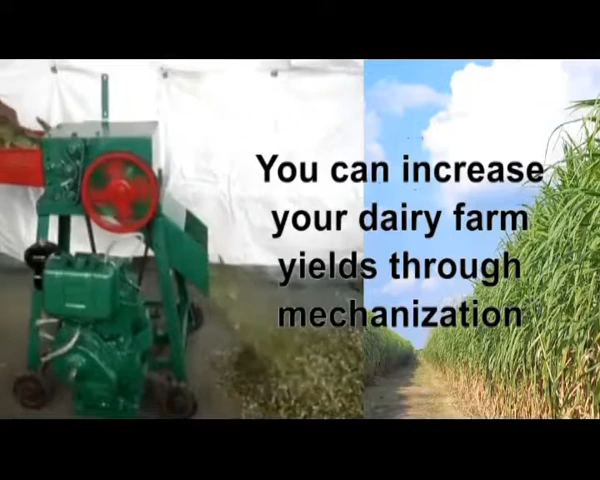 You can increase
your dairy farm
yields through
mechanization